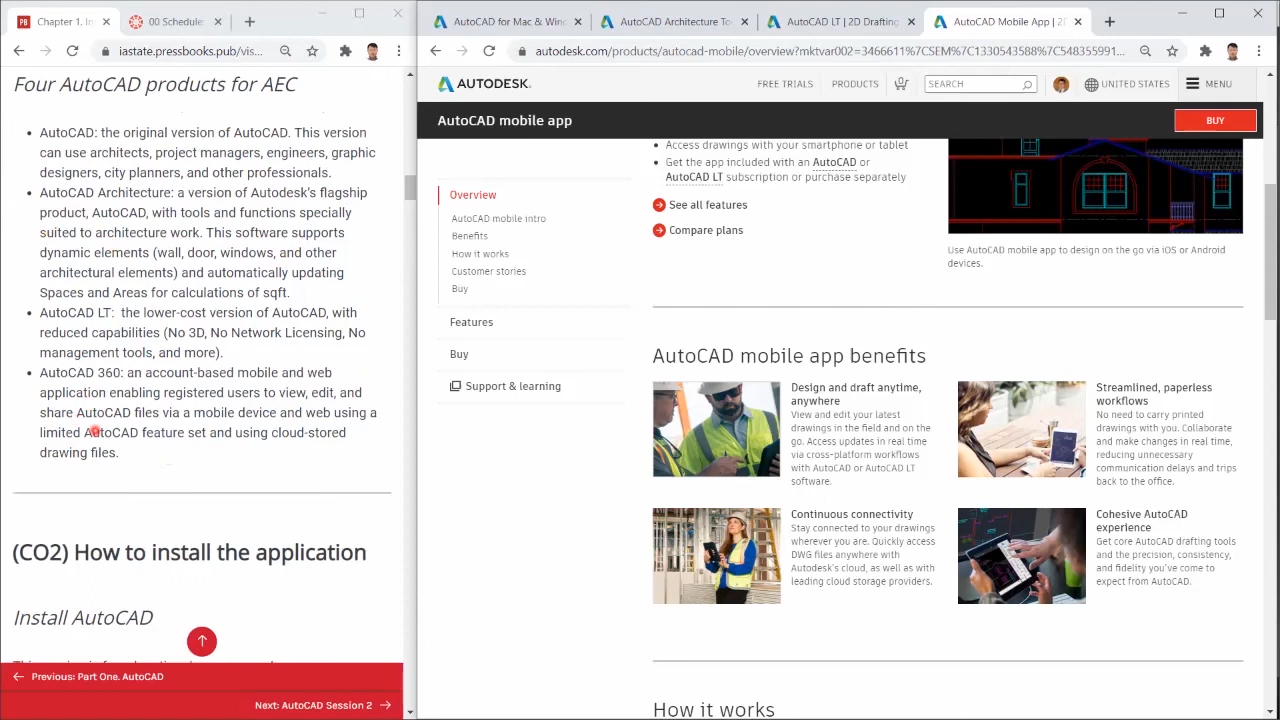 Chapter 1. In
00 Schedule:
iastate.pressbooks.pub/vis...
Four AutoCAD products for AEC
AutoCAD: the original version of AutoCAD. This version
can use architects, project managers, engineers, graphic
designers, city planners, and other professionals.
AutoCAD Architecture: a version of Autodesk's flagship
product, AutoCAD, with tools and functions specially
suited to architecture work. This software supports
dynamic elements (wall, door, windows, and other
architectural elements) and automatically updating
Spaces and Areas for calculations of sqft.
AutoCAD LT: the lower-cost version of AutoCAD, with
reduced capabilities (No 3D, No Network Licensing, No
management tools, and more).
AutoCAD 360: an account-based mobile and web
application enabling registered users to view, edit, and
share AutoCAD files via a mobile device and web using a
limited AutoCAD feature set and using cloud-stored
drawing files.
(CO2) How to install the application
Install AutoCAD
Previous: Part One. AutoCAD
Next: AutoCAD Session 2
AutoCAD for Mac & Win
AutoCAD Architecture To
AutoCAD LT | 2D Drafting
AutoCAD Mobile App | 2D
autodesk.com/products/autocad-mobile/overview?mktvar002=3466611%7CSEM%7C1330543588%7C548355991...
AUTODESK.
FREE TRIALS
PRODUCTS
SEARCH
UNITED STATES
MENU
AutoCAD mobile app
BUY
Overview
AutoCAD mobile intro
Benefits
How it works
Customer stories
Buy
Features
Buy
Support & learning
Access drawings with your smartphone or tablet
Get the app included with an AutoCAD or
AutoCAD LT subscription or purchase separately
See all features
Compare plans
Use AutoCAD mobile app to design on the go via iOS or Android
devices.
AutoCAD mobile app benefits
Design and draft anytime,
anywhere
View and edit your latest
drawings in the field and on the
go. Access updates in real time
via cross-platform workflows
with AutoCAD or AutoCAD LT
software.
Streamlined, paperless
workflows
No need to carry printed
drawings with you. Collaborate
and make changes in real time,
reducing unnecessary
communication delays and trips
back to the office.
Continuous connectivity
Stay connected to your drawings
wherever you are. Quickly access
DWG files anywhere with
Autodesk's cloud, as well as with
leading cloud storage providers.
Cohesive AutoCAD
experience
Get core AutoCAD drafting tools
and the precision, consistency,
and fidelity you've come to
expect from AutoCAD.
How it works